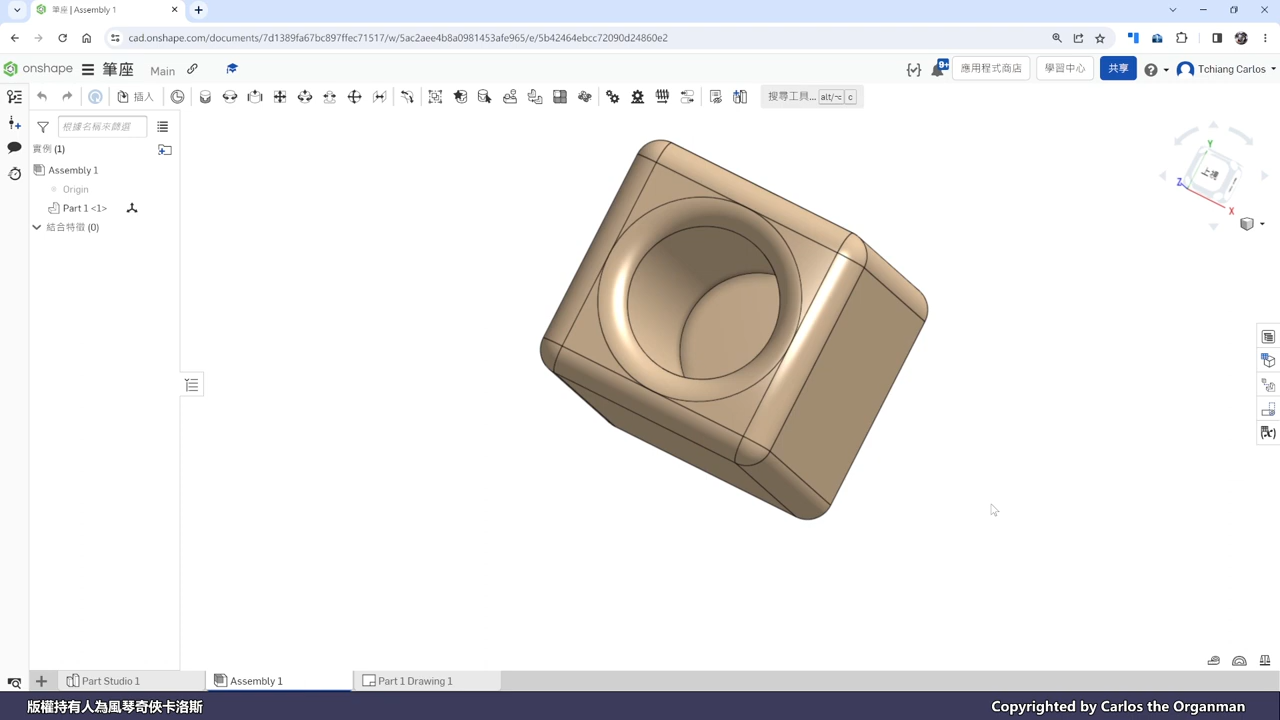 筆座 | Assembly 1
cad.onshape.com/documents/7d1389fa67bc897ffec71517/w/5ac2aee4b8a0981453afe965/e/5b42464ebcc72090d24860e2
onshape
筆座
Main
9+
應用程式商店
學習中心
共享
Tchiang Carlos
插入
搜尋工具... alt/⌥ c
根據名稱來篩選
實例 (1)
Assembly 1
Origin
Part 1 <1>
結合特徵 (0)
Y
上視
Z
X
Part Studio 1
Assembly 1
Part 1 Drawing 1
版權持有人為風琴奇俠卡洛斯
Copyrighted by Carlos the Organman